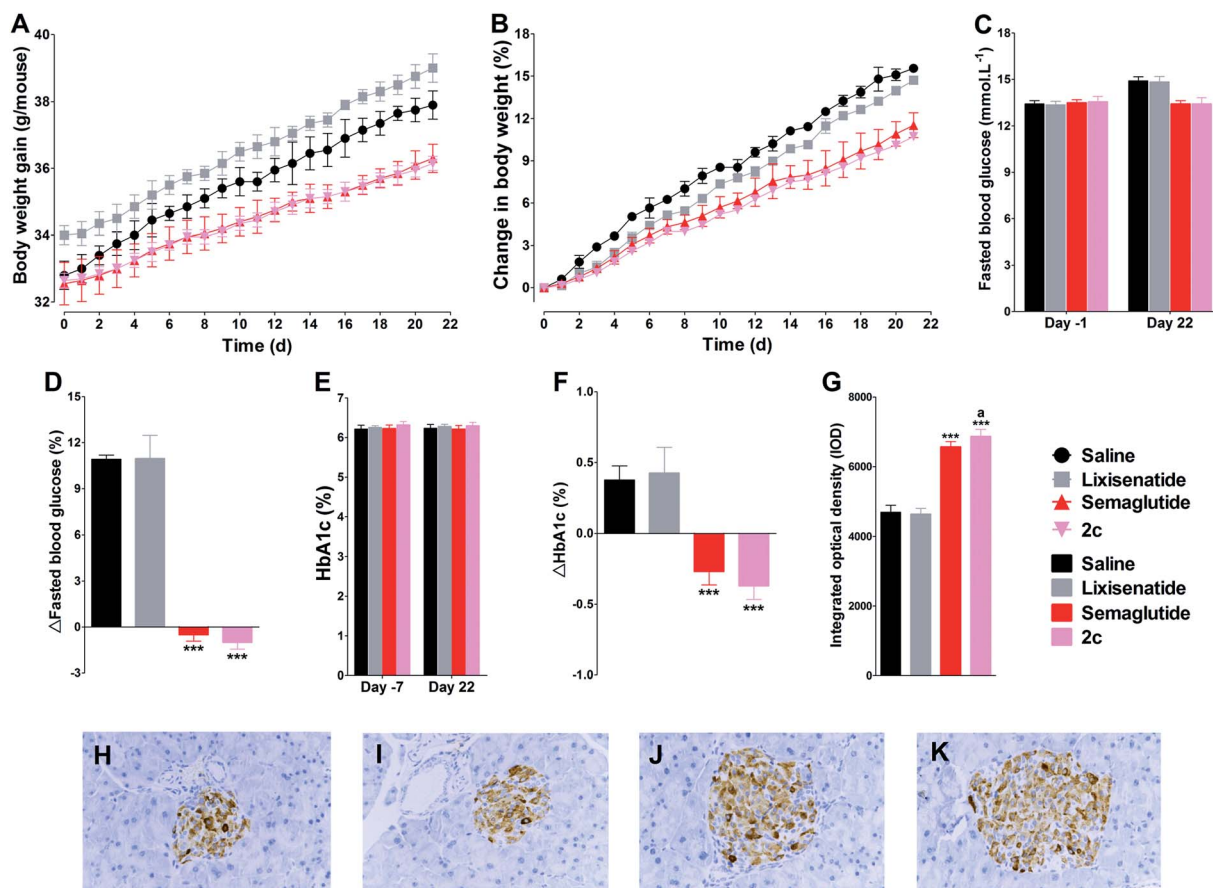 A
Body weight gain (g/mouse)
40
38
36
34
32
0 2 4 6 8 10 12 14 16 18 20 22
Time (d)
B
Change in body weight (%)
18
15
12
9
6
3
0
0 2 4 6 8 10 12 14 16 18 20 22
Time (d)
C
Fasted blood glucose (mmol.L-1)
18
15
12
9
6
3
0
Day -1 Day 22
D
△Fasted blood glucose (%)
15
12
9
6
3
0
-3
***
***
E
HbA1c (%)
7
6
5
4
3
2
1
0
Day -7 Day 22
F
△HbA1c (%)
1.0
0.5
0.0
-0.5
-1.0
***
***
G
Integrated optical density (IOD)
8000
6000
4000
2000
0
***
a
***
Saline
Lixisenatide
Semaglutide
2c
Saline
Lixisenatide
Semaglutide
2c
H
I
J
K